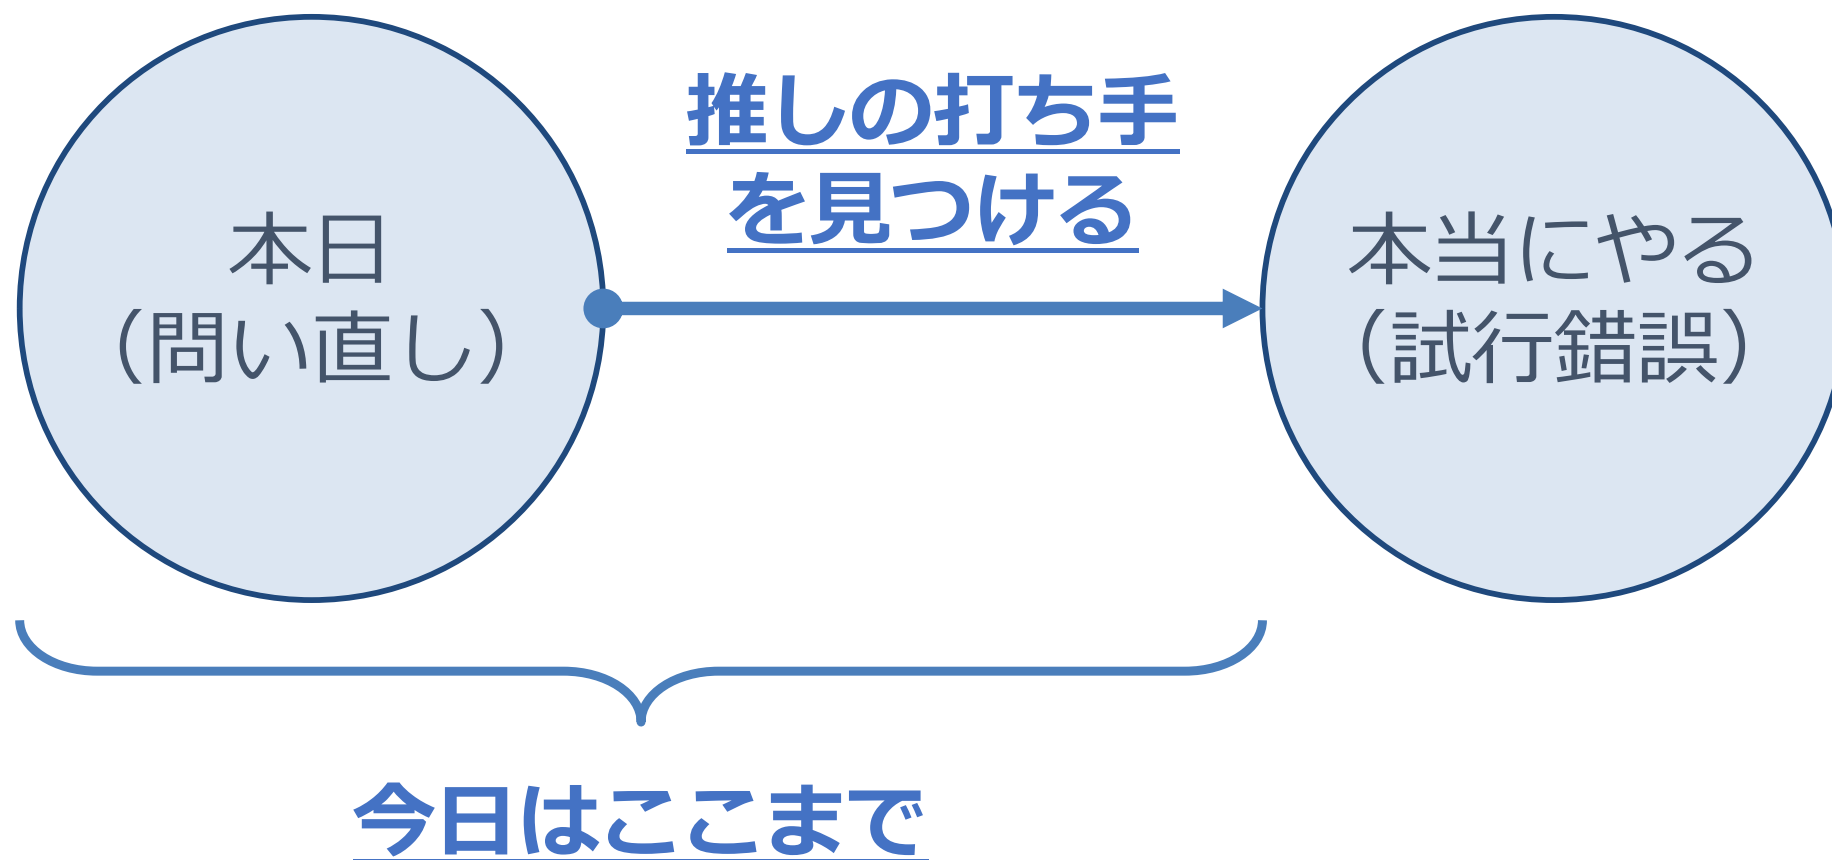 推しの打ち手
を見つける
本日
（問い直し）
本当にやる
（試行錯誤）
今日はここまで